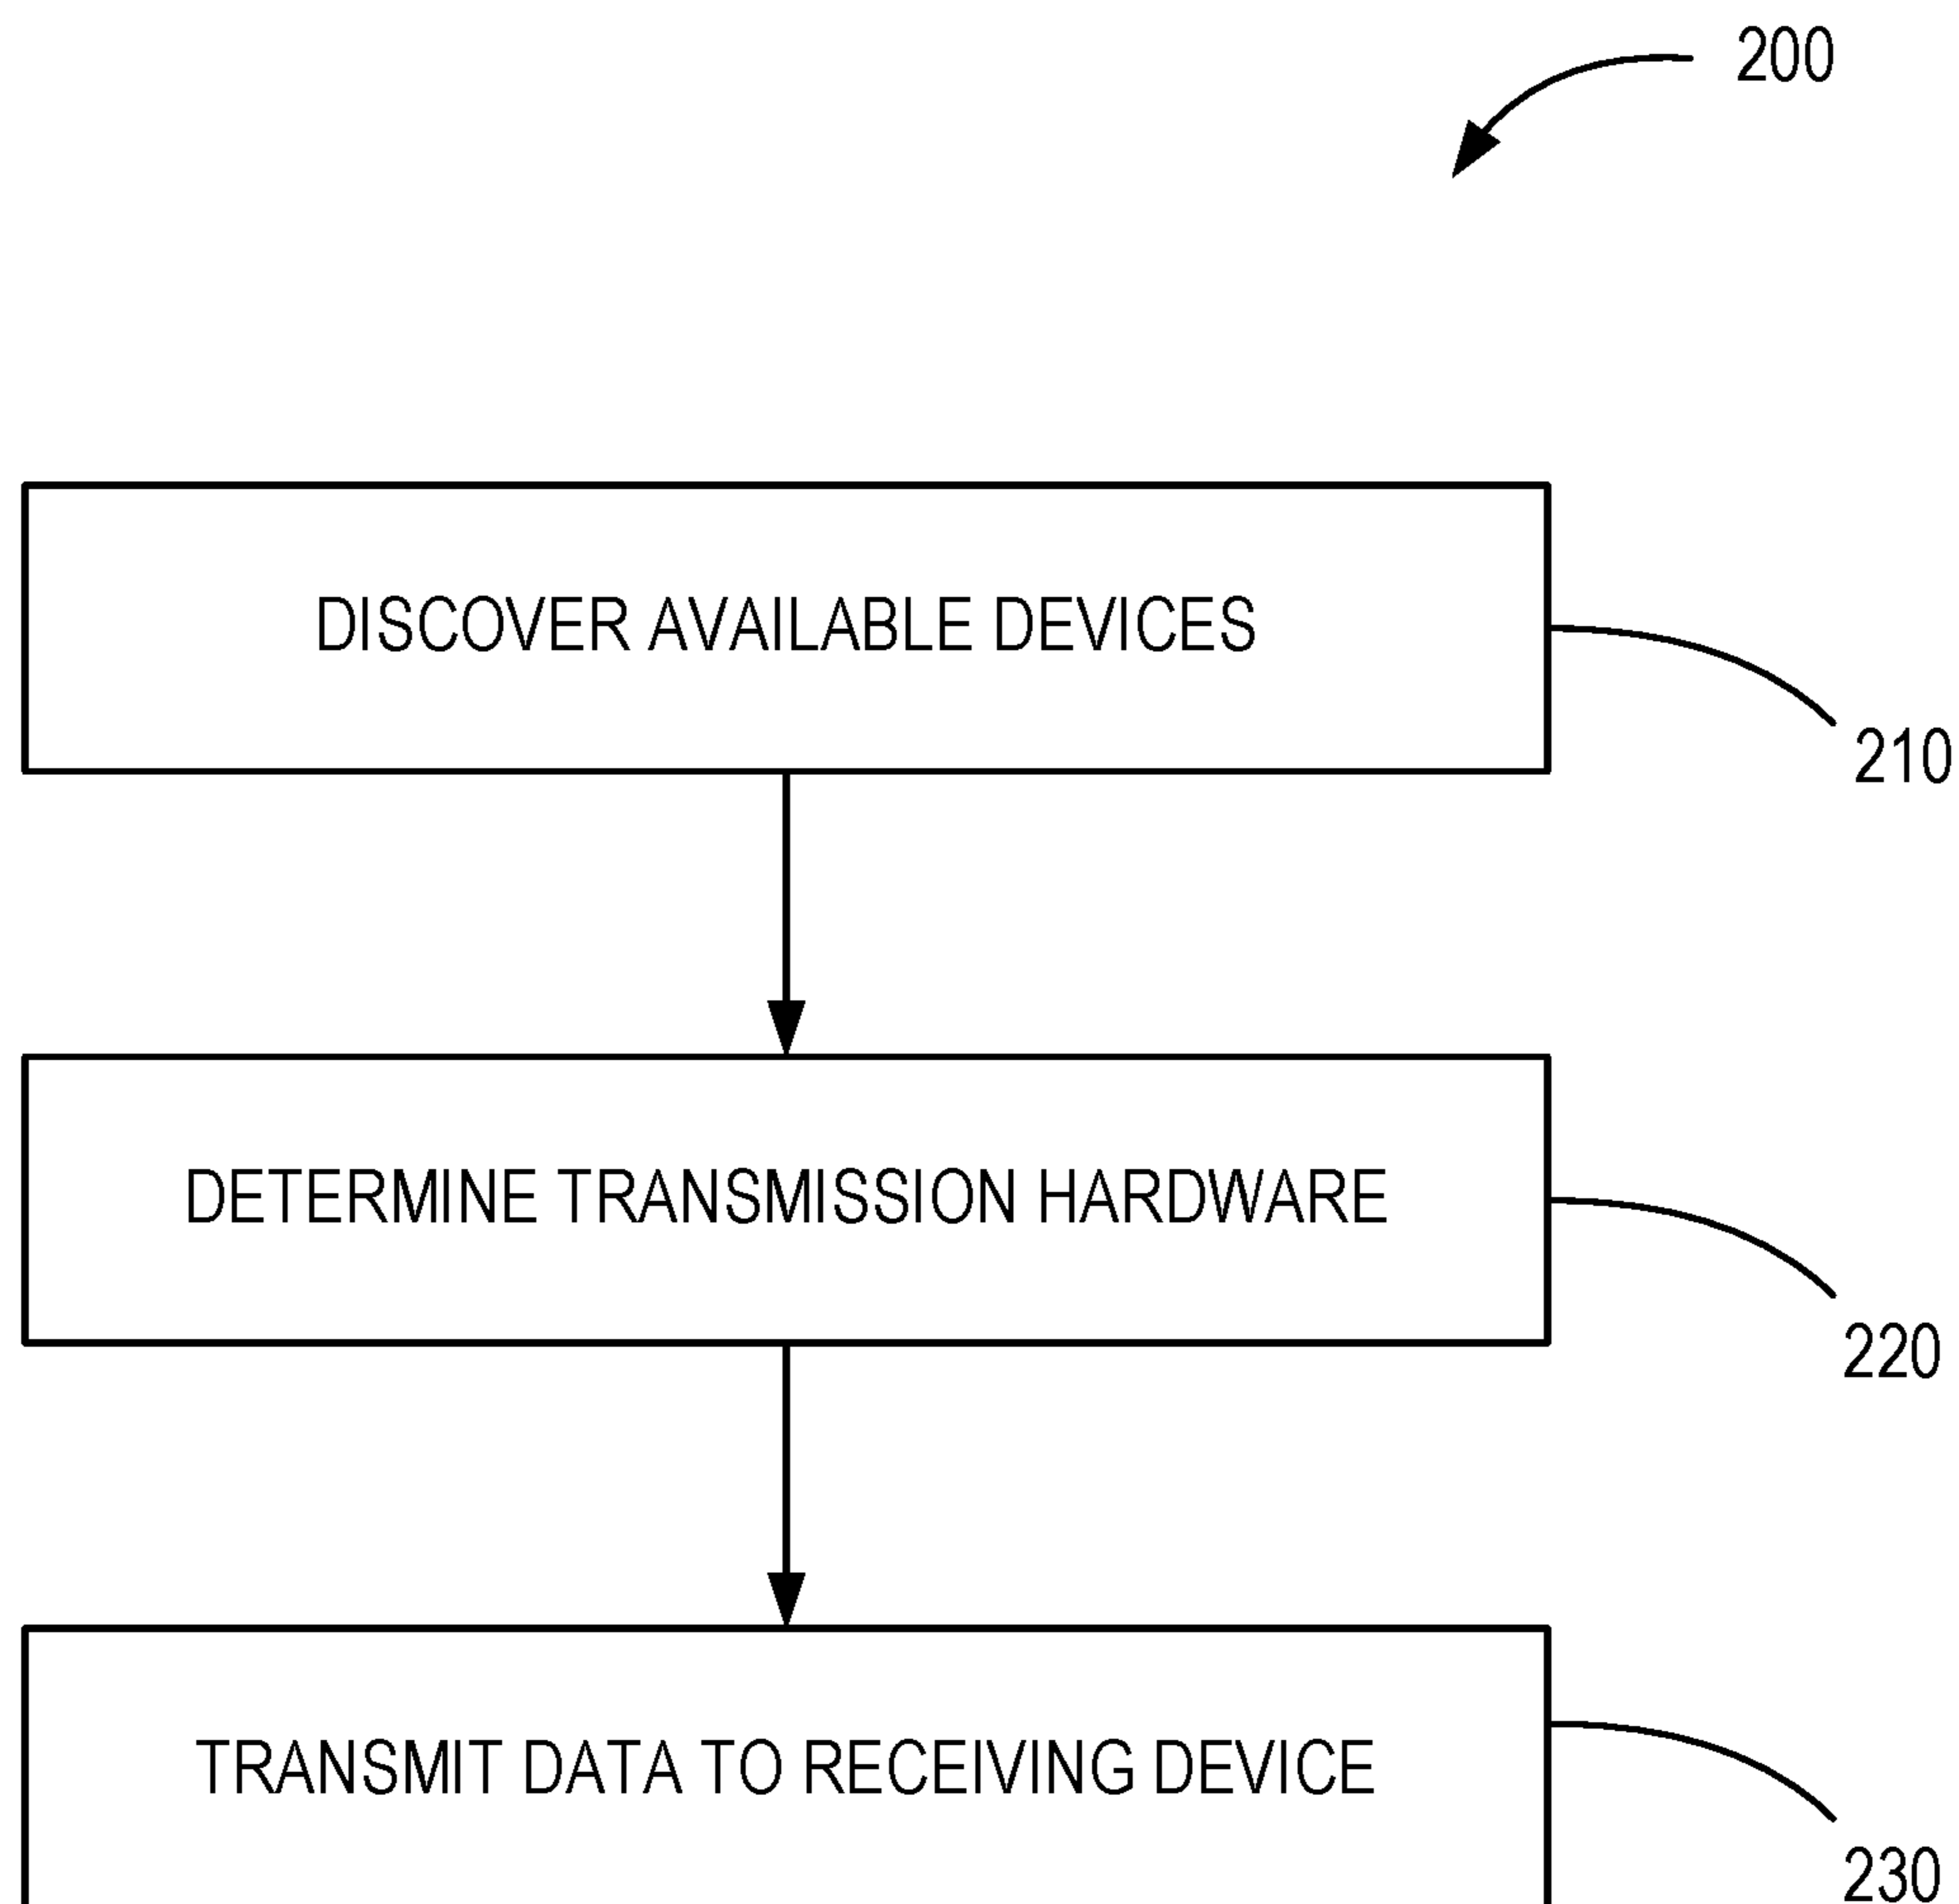 200
DISCOVER AVAILABLE DEVICES
210
DETERMINE TRANSMISSION HARDWARE
220
TRANSMIT DATA TO RECEIVING DEVICE
230